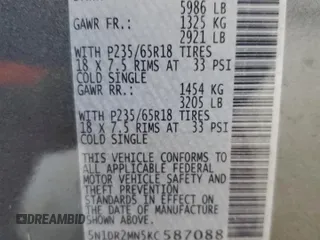 5986 LB
GAWR FR.: 1325 KG
2921 LB
WITH P235/65R18 TIRES
18 X 7.5 RIMS AT 33 PSI
COLD SINGLE
GAWR RR.: 1454 KG
3205 LB
WITH P235/65R18 TIRES
18 X 7.5 RIMS AT 33 PSI
COLD SINGLE
THIS VEHICLE CONFORMS TO
ALL APPLICABLE FEDERAL
MOTOR VEHICLE SAFETY AND
THEFT PREVENTION
STANDARDS IN EFFECT ON
THE DATE OF MANUFACTURE
SHOWN ABOVE.
5N1DR2MN5KC587088
DREAMBID